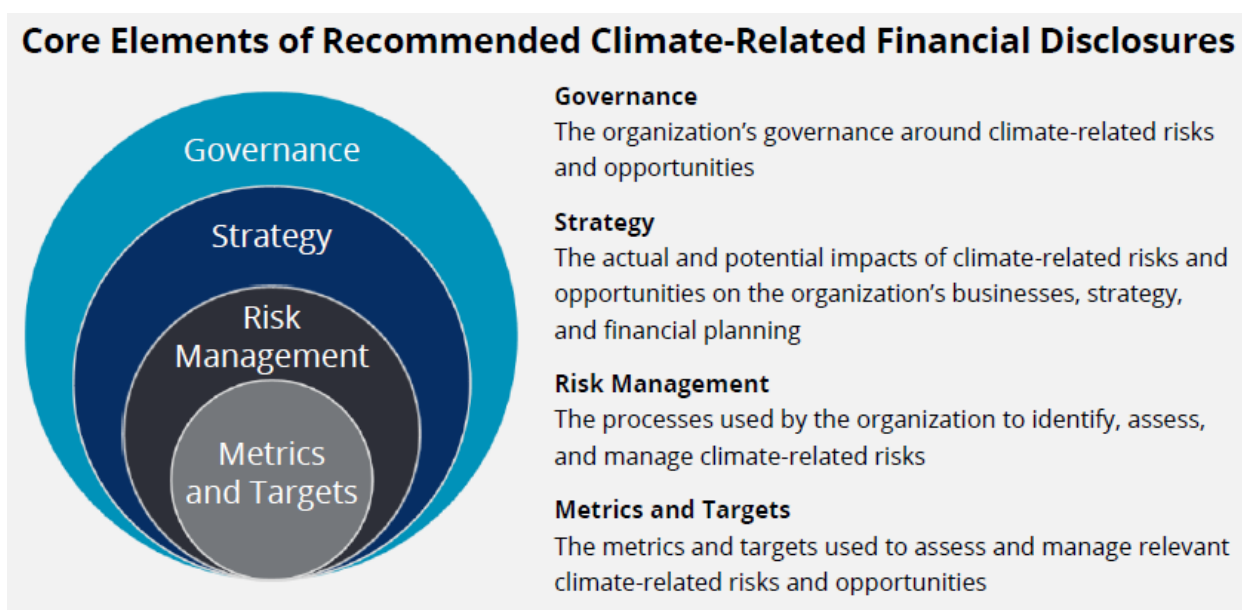 Core Elements of Recommended Climate-Related Financial Disclosures
Governance
Strategy
Risk
Management
Metrics
and Targets
Governance
The organization’s governance around climate-related risks
and opportunities
Strategy
The actual and potential impacts of climate-related risks and
opportunities on the organization’s businesses, strategy,
and financial planning
Risk Management
The processes used by the organization to identify, assess,
and manage climate-related risks
Metrics and Targets
The metrics and targets used to assess and manage relevant
climate-related risks and opportunities